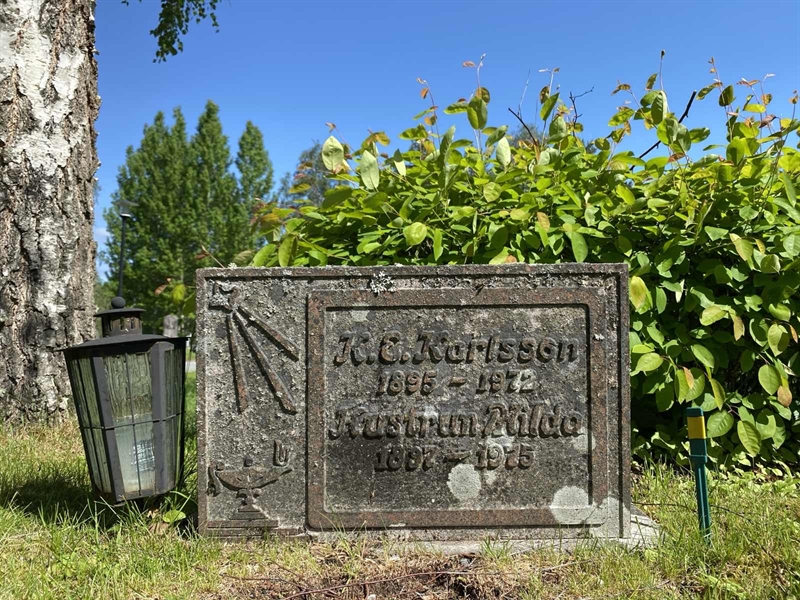 K.E. Karlsson
1895 - 1972
Hustrun Hilda
1897 - 1975